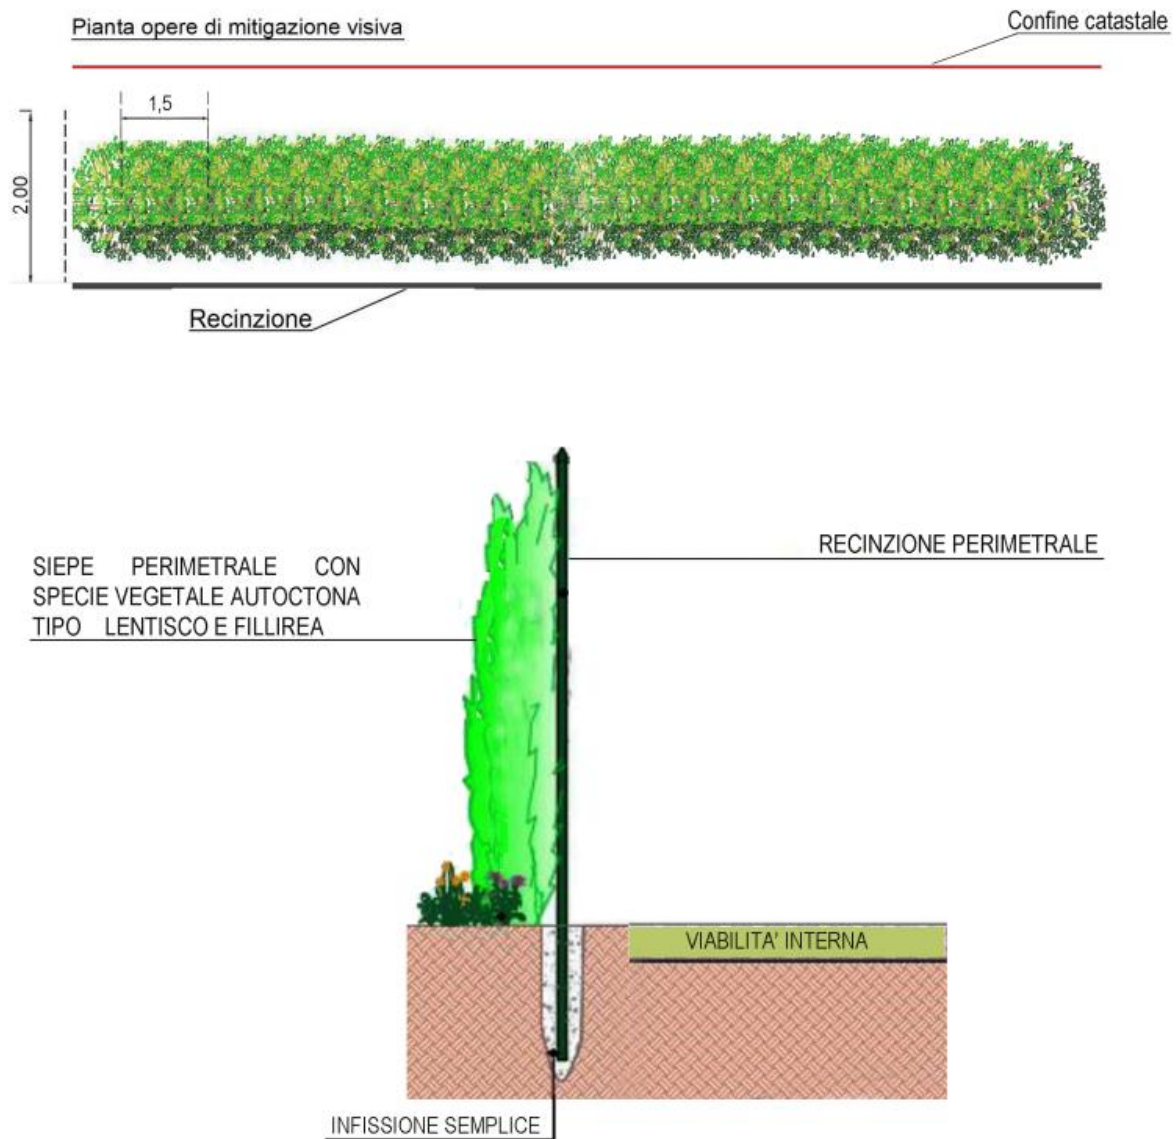 Pianta opere di mitigazione visiva
Confine catastale
1,5
2,00
Recinzione
SIEPE PERIMETRALE CON
SPECIE VEGETALE AUTOCTONA
TIPO LENTISCO E FILLIREA
RECINZIONE PERIMETRALE
VIABILITA' INTERNA
INFISSIONE SEMPLICE